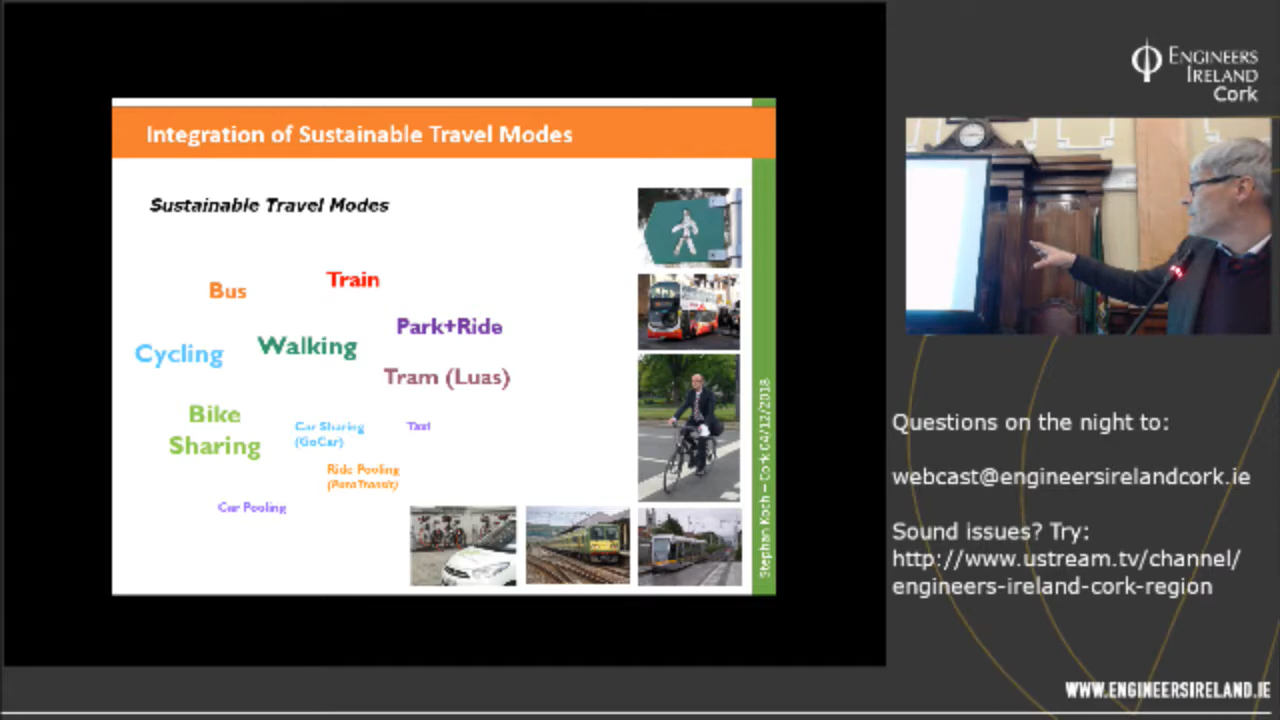 Integration of Sustainable Travel Modes
Sustainable Travel Modes
Train
Bus
Park+Ride
Walking
Cycling
Tram (Luas)
Bike
Sharing
Car Sharing
(GoCar)
Taxi
Ride Pooling
(ParaTransit)
Car Pooling
Stephan Koch – Cork 04/12/2018
ENGINEERS
IRELAND
Cork
Questions on the night to:
webcast@engineersirelandcork.ie
Sound issues? Try:
http://www.ustream.tv/channel/
engineers-ireland-cork-region
WWW.ENGINEERSIRELAND.IE